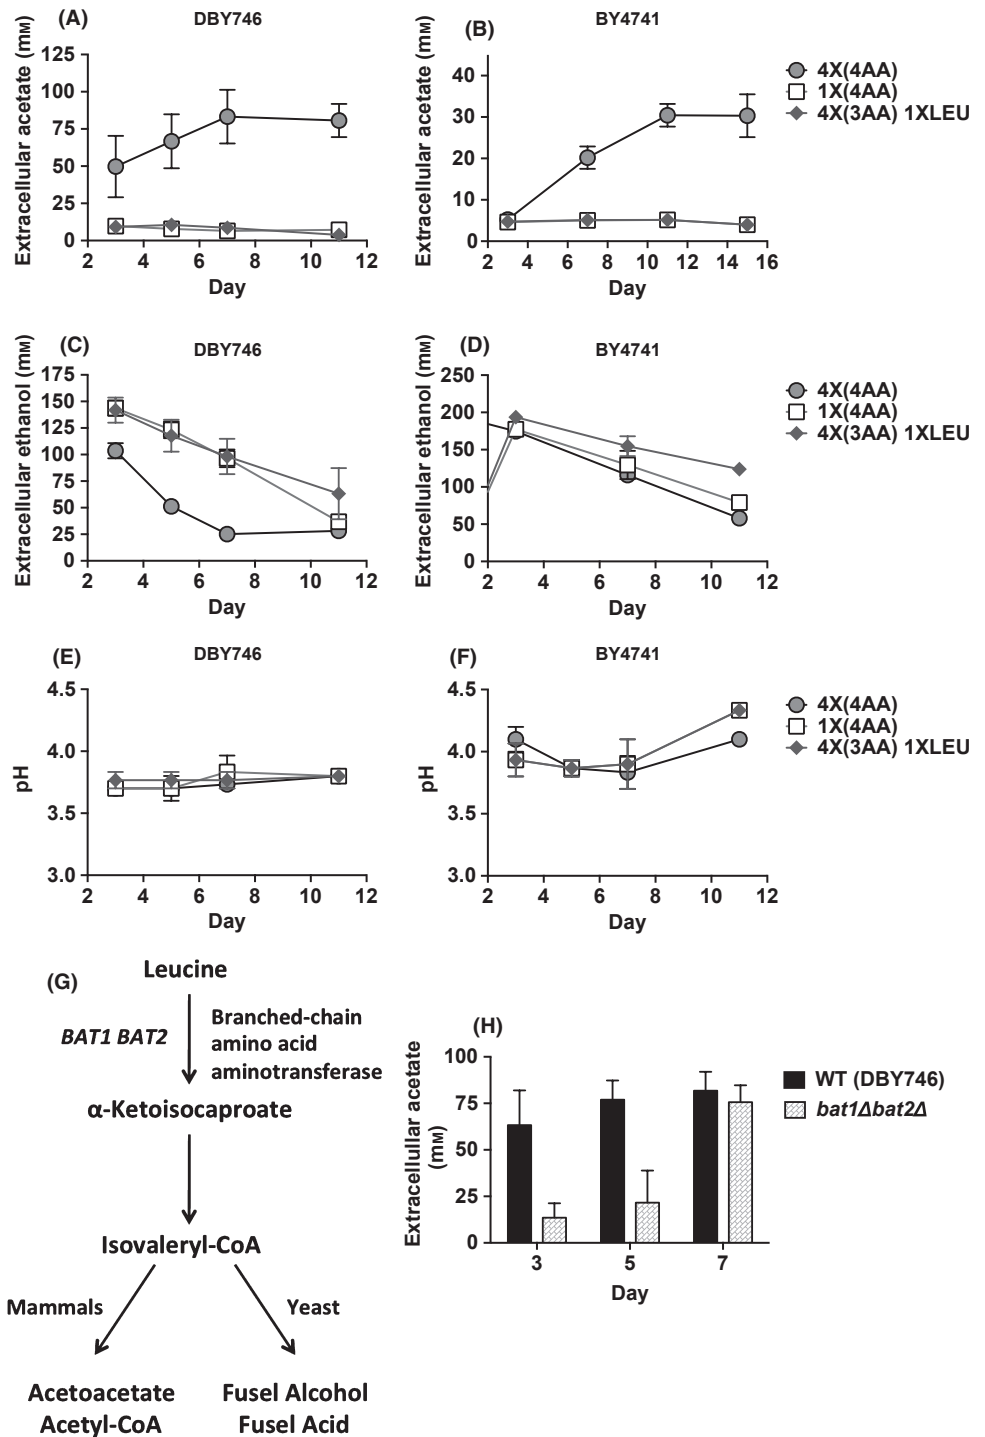 (A)
DBY746
Extracellular acetate (mM)
125
100
75
50
25
0
2 4 6 8 10 12
Day
(B)
BY4741
Extracellular acetate (mM)
40
30
20
10
0
2 4 6 8 10 12 14 16
Day
4X(4AA)
1X(4AA)
4X(3AA) 1XLEU
(C)
DBY746
Extracellular ethanol (mM)
175
150
125
100
75
50
25
0
2 4 6 8 10 12
Day
(D)
BY4741
Extracellular ethanol (mM)
250
200
150
100
50
0
2 4 6 8 10 12
Day
4X(4AA)
1X(4AA)
4X(3AA) 1XLEU
(E)
DBY746
pH
4.5
4.0
3.5
3.0
2 4 6 8 10 12
Day
(F)
BY4741
pH
4.5
4.0
3.5
3.0
2 4 6 8 10 12
Day
4X(4AA)
1X(4AA)
4X(3AA) 1XLEU
(G)
Leucine
BAT1 BAT2
Branched-chain
amino acid
aminotransferase
α-Ketoisocaproate
Isovaleryl-CoA
Mammals
Yeast
Acetoacetate
Acetyl-CoA
Fusel Alcohol
Fusel Acid
(H)
Extracellullar acetate
(mM)
100
75
50
25
0
3 5 7
Day
WT (DBY746)
bat1Δbat2Δ